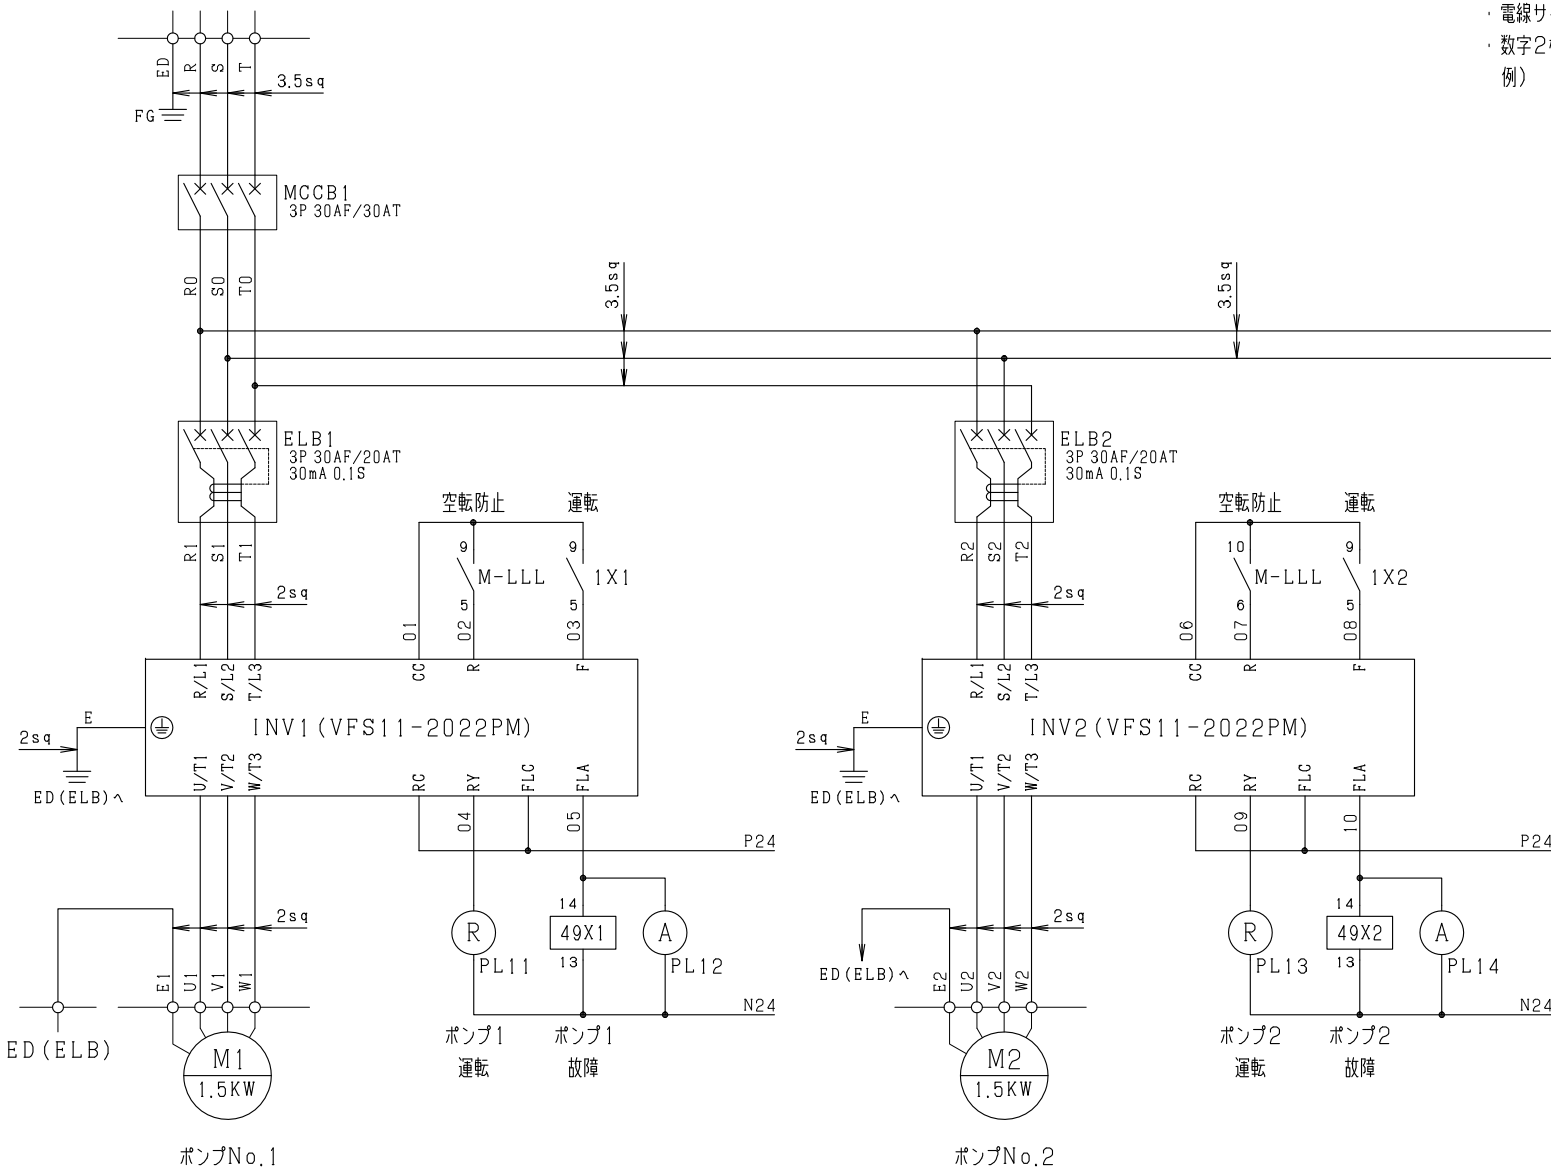 ・電線サ
・数字2
例)
ED
R
S
T
3.5sq
FG
MCCB1
3P 30AF/30AT
R0
S0
T0
3.5sq
3.5sq
ELB1
3P 30AF/20AT
30mA 0.1S
ELB2
3P 30AF/20AT
30mA 0.1S
空転防止
運転
空転防止
運転
R1
S1
T1
9
M-LLL
5
9
1X1
5
R2
S2
T2
10
M-LLL
6
9
1X2
5
2sq
2sq
01
02
03
06
07
08
R/L1
S/L2
T/L3
CC
R
F
R/L1
S/L2
T/L3
CC
R
F
E
INV1(VFS11-2022PM)
E
INV2(VFS11-2022PM)
2sq
2sq
ED(ELB)へ
ED(ELB)へ
U/T1
V/T2
W/T3
RC
RY
FLC
FLA
U/T1
V/T2
W/T3
RC
RY
FLC
FLA
04
05
09
10
P24
P24
2sq
14
2sq
14
R
49X1
A
R
49X2
A
PL11
13
PL12
PL13
13
PL14
ED(ELB)へ
E1
U1
V1
W1
E2
U2
V2
W2
N24
N24
ED(ELB)
M1
1.5KW
ポンプ1
運転
ポンプ1
故障
M2
1.5KW
ポンプ2
運転
ポンプ2
故障
ポンプNo.1
ポンプNo.2